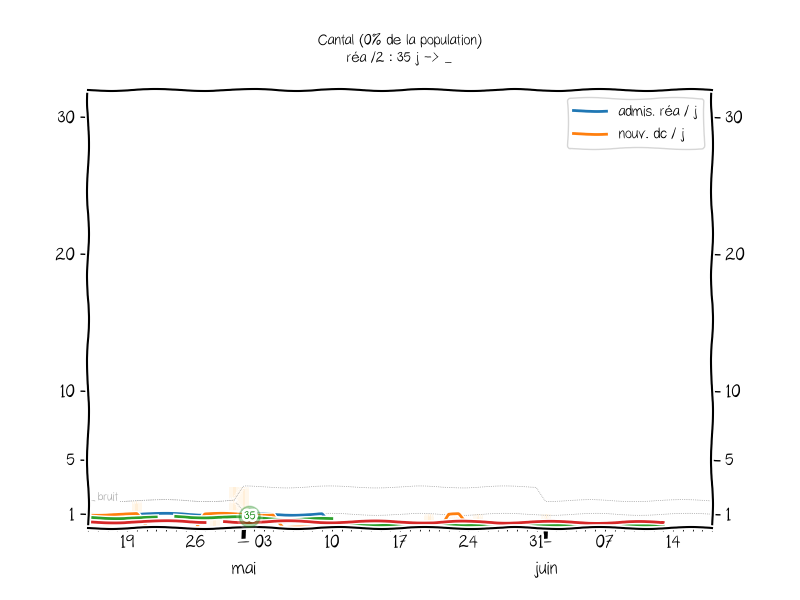 Cantal (0% de la population)
réa /2 : 35 j -> _
admis. réa / j
nouv. dc / j
30
30
20
20
10
10
5
5
bruit
1
35
1
19 26 03 10 17 24 31 07 14
mai juin